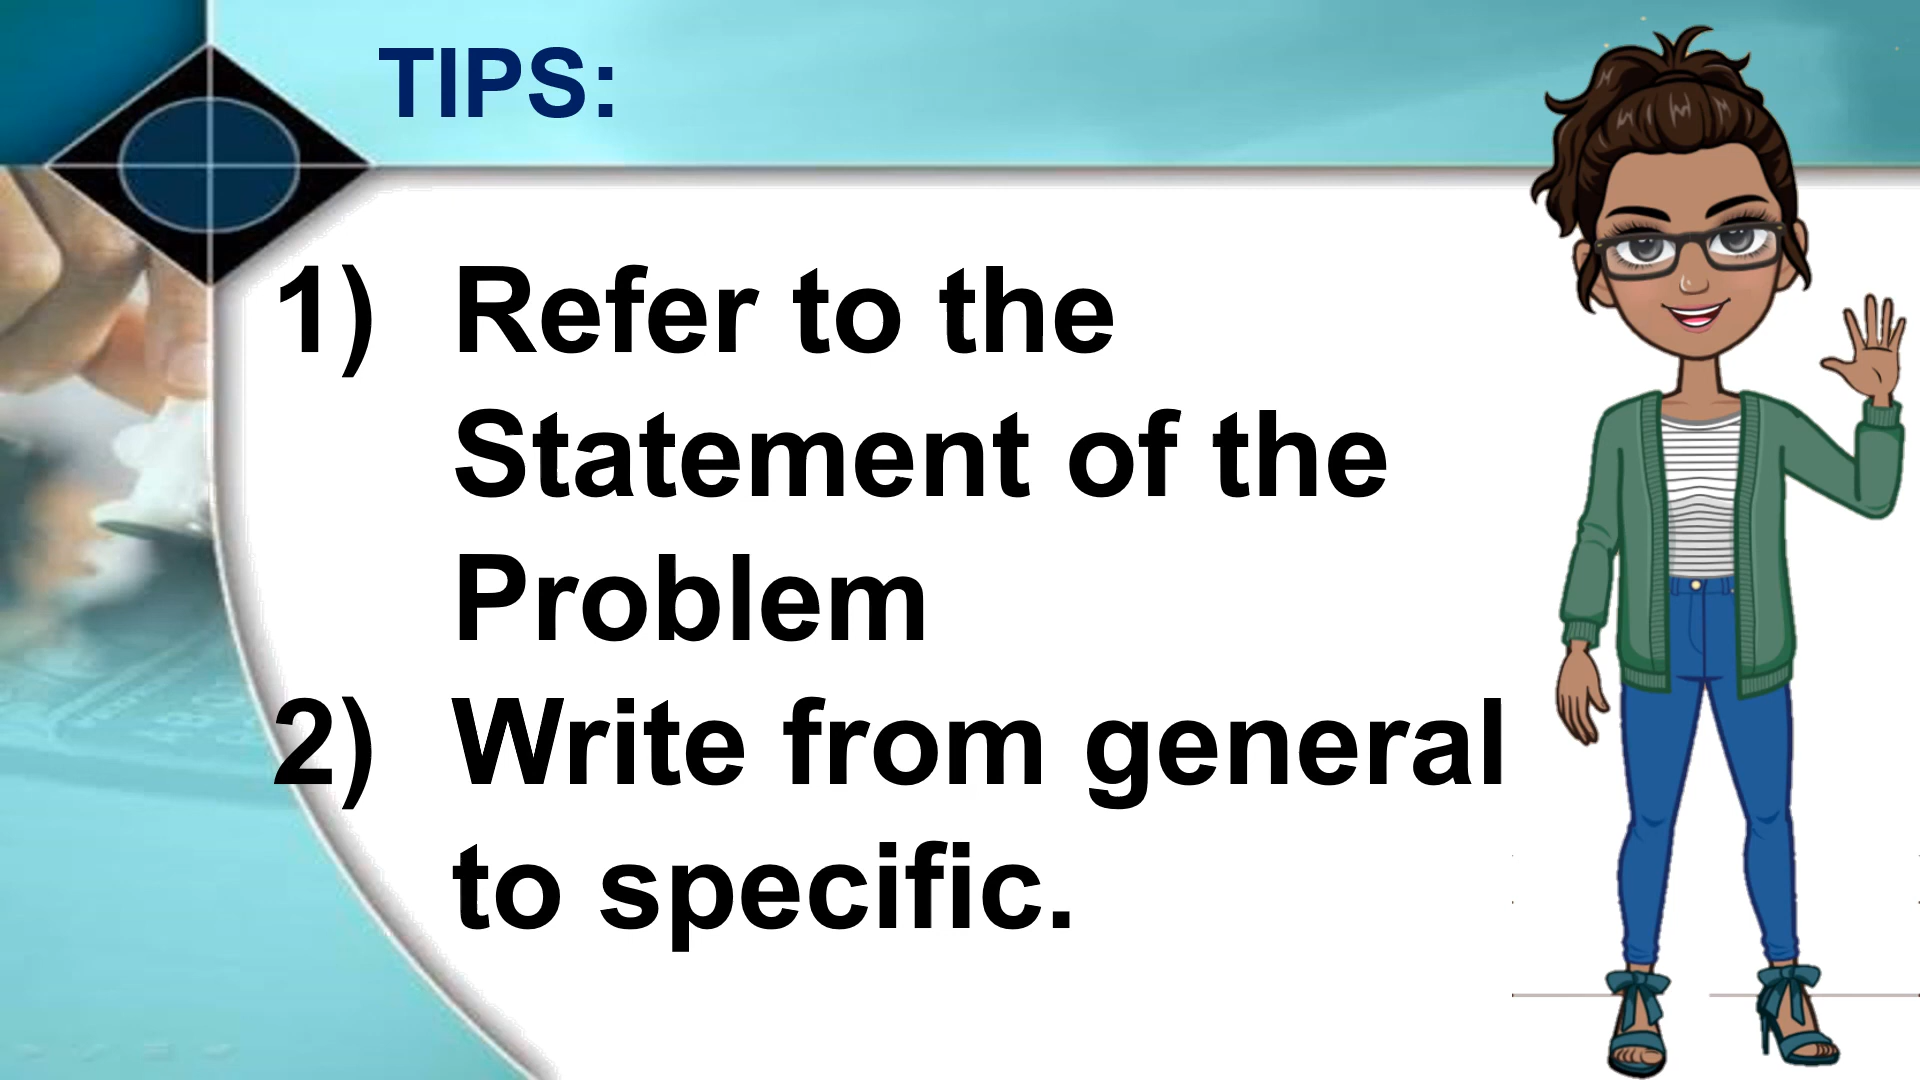 TIPS:
1) Refer to the
Statement of the
Problem
2) Write from general
to specific.